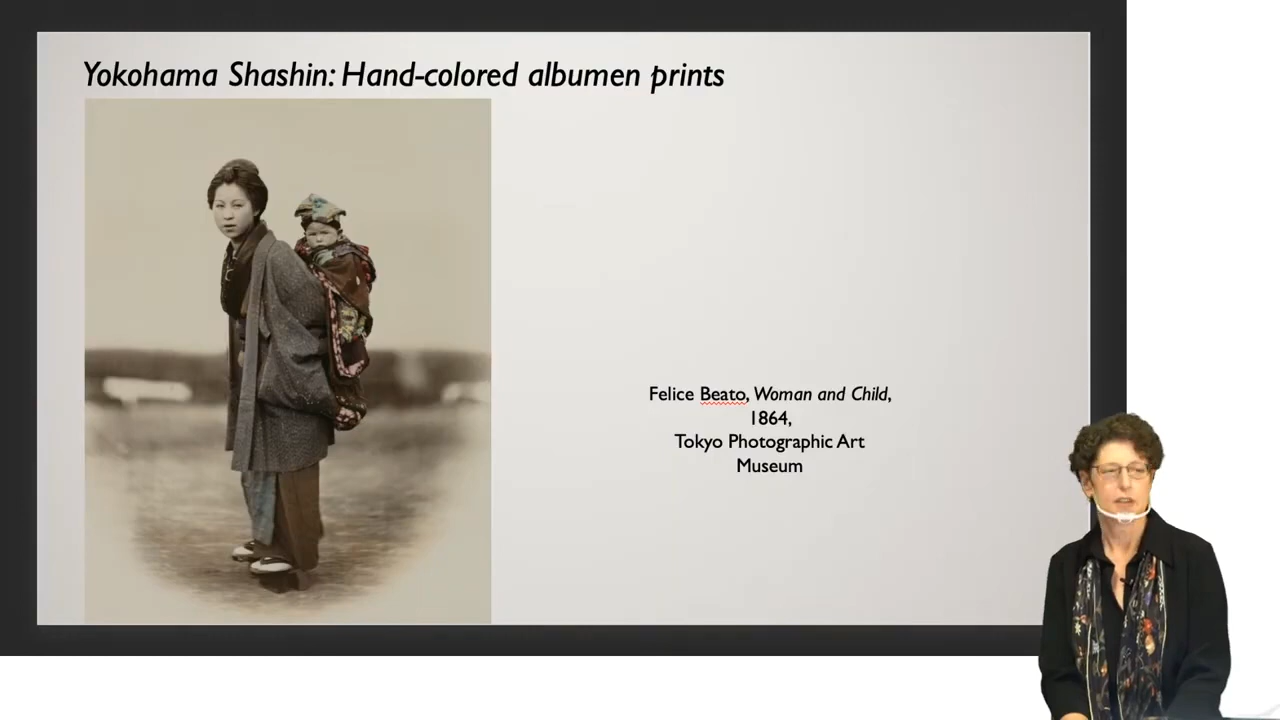 Yokohama Shashin: Hand-colored albumen prints
Felice Beato, Woman and Child,
1864,
Tokyo Photographic Art
Museum